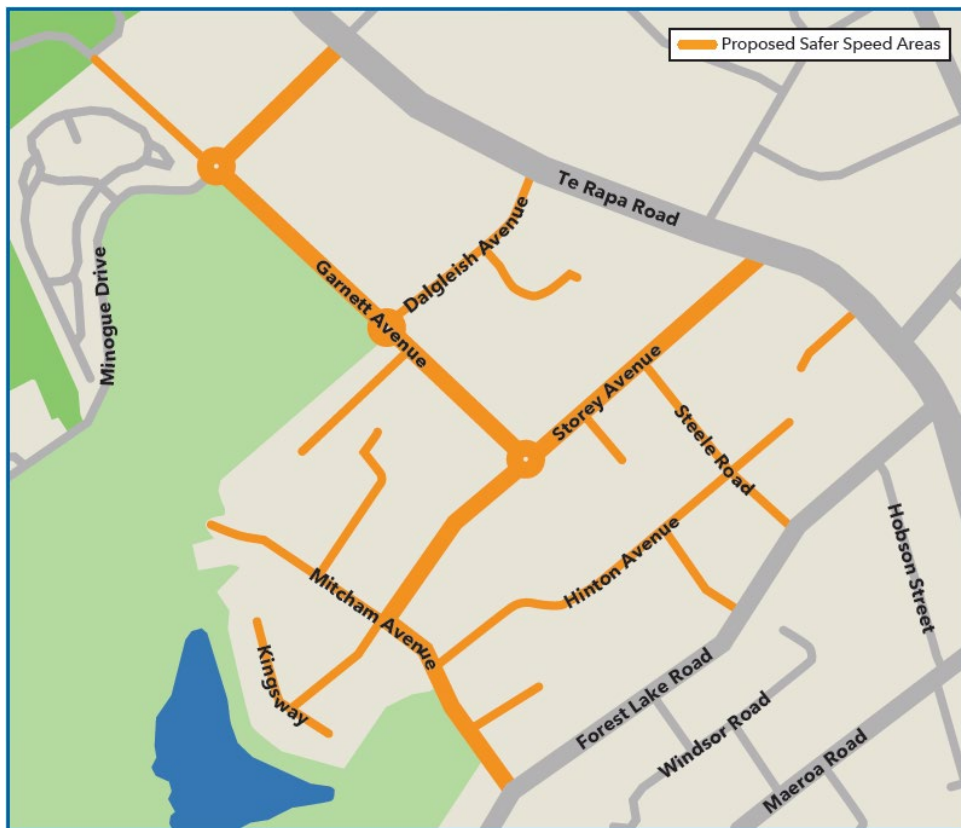 Proposed Safer Speed Areas
Te Rapa Road
Dalgleish Avenue
Garnett Avenue
Minogue Drive
Storey Avenue
Steele Road
Hobson Street
Hinton Avenue
Mitcham Avenue
Kingsway
Forest Lake Road
Windsor Road
Maeroa Road